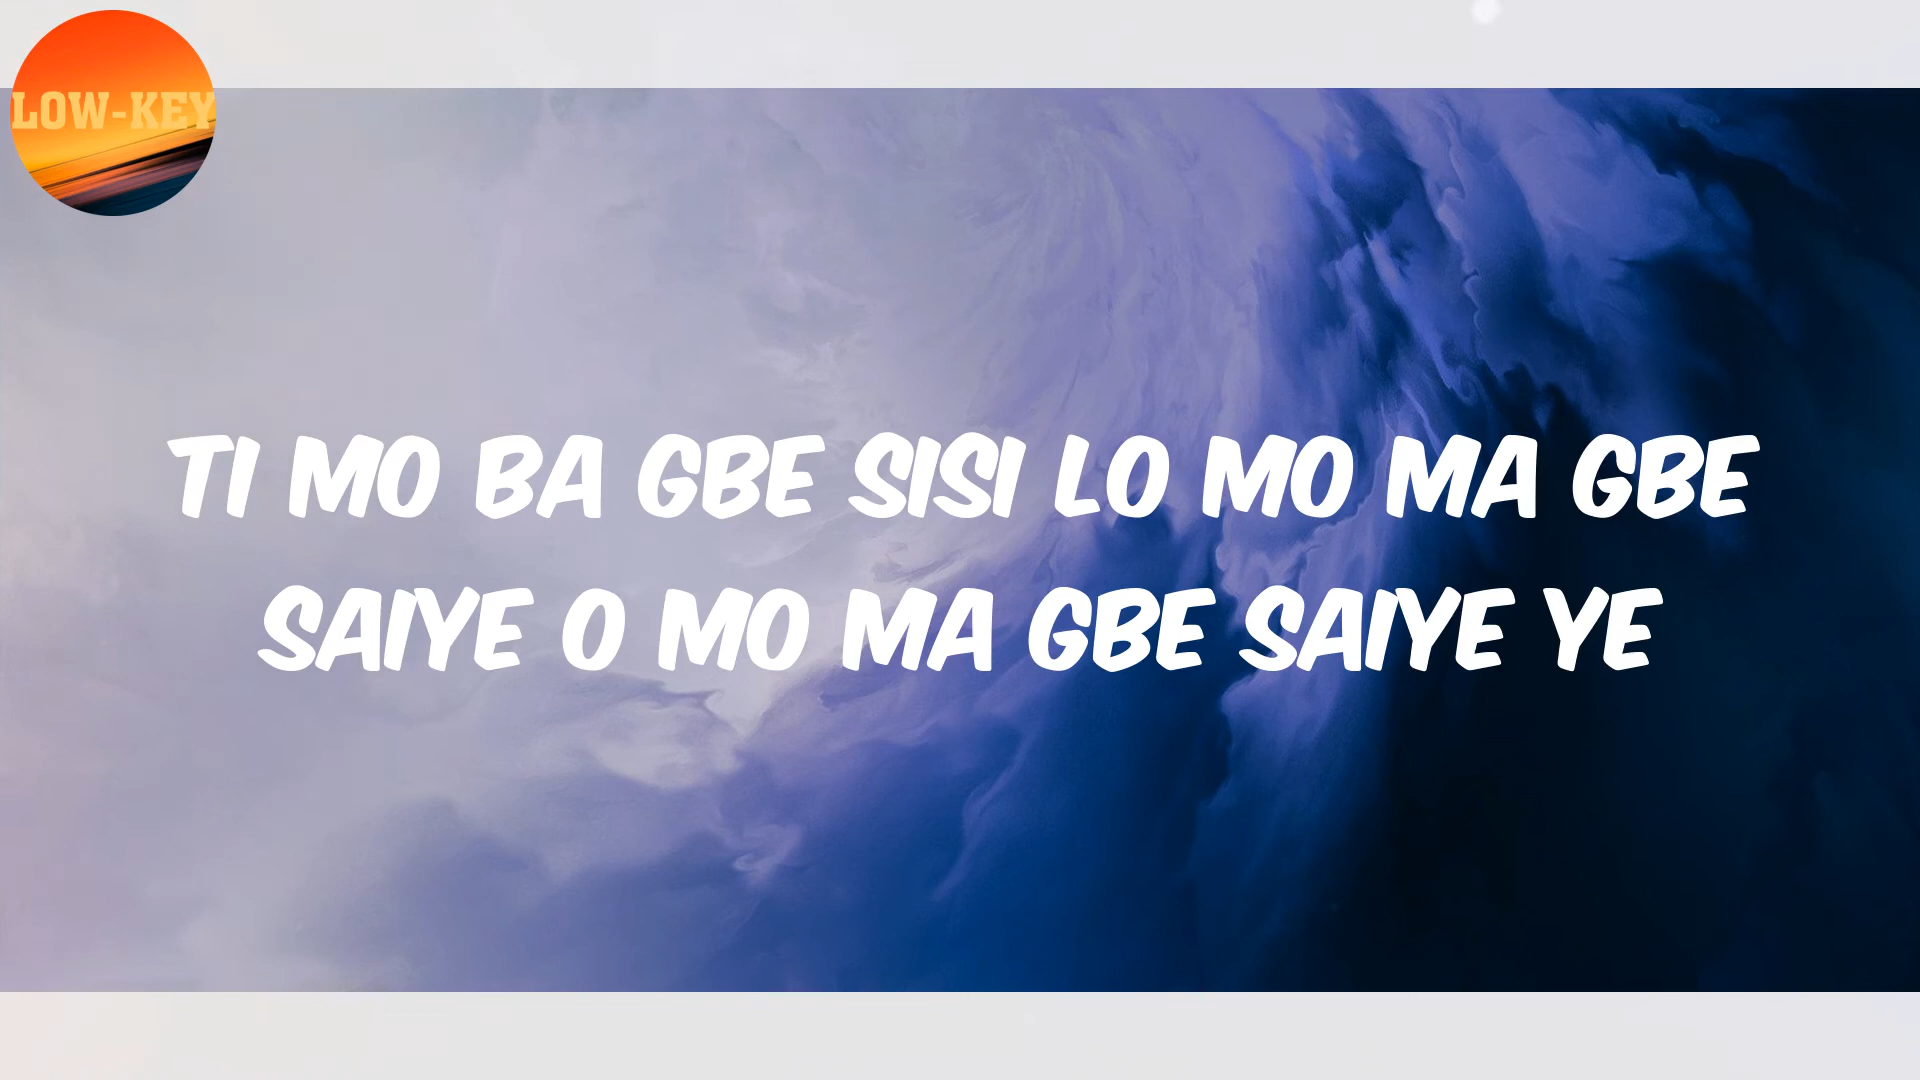 LOW-KEY
TI MO BA GBE SISI LO MO MA GBE
SAIYE O MO MA GBE SAIYE YE